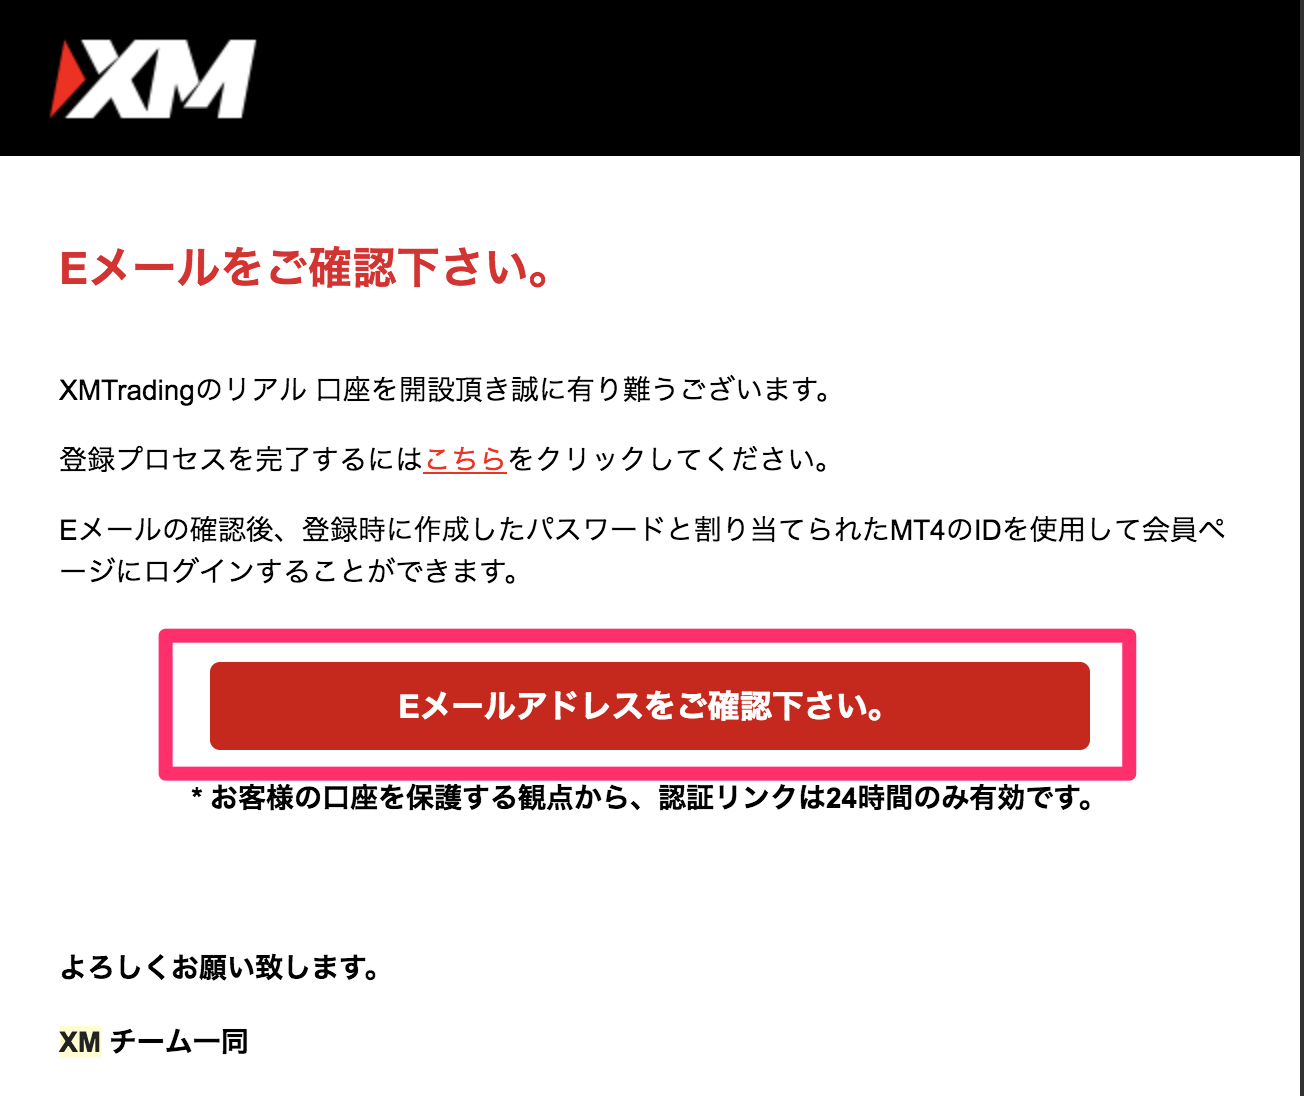 XM
Eメールをご確認下さい。
XMTradingのリアル 口座を開設頂き誠に有り難うございます。
登録プロセスを完了するにはこちらをクリックしてください。
Eメールの確認後、登録時に作成したパスワードと割り当てられたMT4のIDを使用して会員ペ
ージにログインすることができます。
Eメールアドレスをご確認下さい。
* お客様の口座を保護する観点から、認証リンクは24時間のみ有効です。
よろしくお願い致します。
XM チーム一同